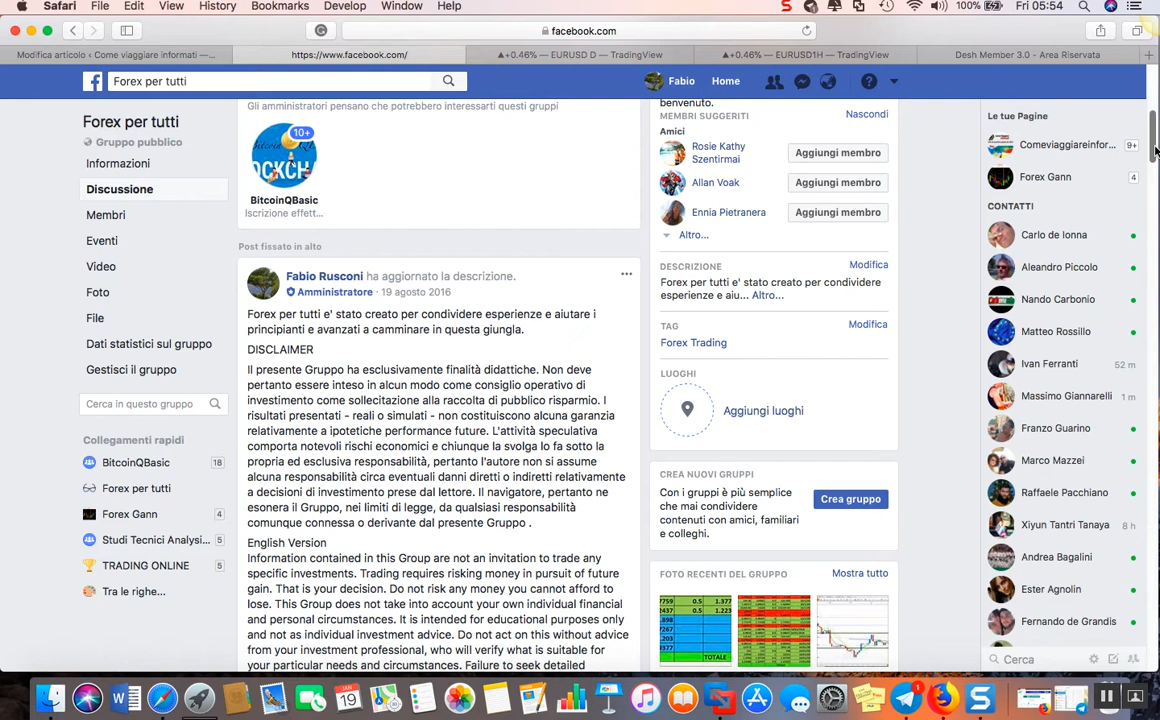 Safari File Edit View History Bookmarks Develop Window Help 100% Fri 05:54
facebook.com
Modifica articolo ‹ Come viaggiare informati —...
https://www.facebook.com/
▲+0.46% — EURUSD D — TradingView
▲+0.46% — EURUSD1H — TradingView
Desh Member 3.0 - Area Riservata
Forex per tutti
Fabio Home
Forex per tutti
Gruppo pubblico
Informazioni
Discussione
Membri
Eventi
Video
Foto
File
Dati statistici sul gruppo
Gestisci il gruppo
Cerca in questo gruppo
Collegamenti rapidi
BitcoinQBasic 18
Forex per tutti
Forex Gann 4
Studi Tecnici Analysi... 5
TRADING ONLINE 5
Tra le righe...
Gli amministratori pensano che potrebbero interessarti questi gruppi
10+
OCKCHA
BitcoinQBasic
Iscrizione effett...
Post fissato in alto
Fabio Rusconi ha aggiornato la descrizione.
Amministratore · 19 agosto 2016
Forex per tutti e' stato creato per condividere esperienze e aiutare i
principianti e avanzati a camminare in questa giungla.
DISCLAIMER
Il presente Gruppo ha esclusivamente finalità didattiche. Non deve
pertanto essere inteso in alcun modo come consiglio operativo di
investimento come sollecitazione alla raccolta di pubblico risparmio. I
risultati presentati - reali o simulati - non costituiscono alcuna garanzia
relativamente a ipotetiche performance future. L'attività speculativa
comporta notevoli rischi economici e chiunque la svolga lo fa sotto la
propria ed esclusiva responsabilità, pertanto l'autore non si assume
alcuna responsabilità circa eventuali danni diretti o indiretti relativamente
a decisioni di investimento prese dal lettore. Il navigatore, pertanto ne
esonera il Gruppo, nei limiti di legge, da qualsiasi responsabilità
comunque connessa o derivante dal presente Gruppo .
English Version
Information contained in this Group are not an invitation to trade any
specific investments. Trading requires risking money in pursuit of future
gain. That is your decision. Do not risk any money you cannot afford to
lose. This Group does not take into account your own individual financial
and personal circumstances. It is intended for educational purposes only
and not as individual investment advice. Do not act on this without advice
from your investment professional, who will verify what is suitable for
your particular needs and circumstances. Failure to seek detailed
benvenuto.
MEMBRI SUGGERITI Nascondi
Amici
Rosie Kathy
Szentirmai
Aggiungi membro
Allan Voak Aggiungi membro
Ennia Pietranera Aggiungi membro
Altro...
DESCRIZIONE Modifica
Forex per tutti e' stato creato per condividere
esperienze e aiu... Altro...
TAG Modifica
Forex Trading
LUOGHI
Aggiungi luoghi
CREA NUOVI GRUPPI
Con i gruppi è più semplice
che mai condividere
contenuti con amici, familiari
e colleghi.
Crea gruppo
FOTO RECENTI DEL GRUPPO Mostra tutto
7759 0.5 1.377
2437 0.5 1.223
TOTALE
Le tue Pagine
Comeviaggiareinfor... 9+
Forex Gann 4
CONTATTI
Carlo de Ionna
Aleandro Piccolo
Nando Carbonio
Matteo Rossillo
Ivan Ferranti 52 m
Massimo Giannarelli 1 m
Franzo Guarino
Marco Mazzei
Raffaele Pacchiano
Xiyun Tantri Tanaya 8 h
Andrea Bagalini
Ester Agnolin
Fernando de Grandis
Cerca